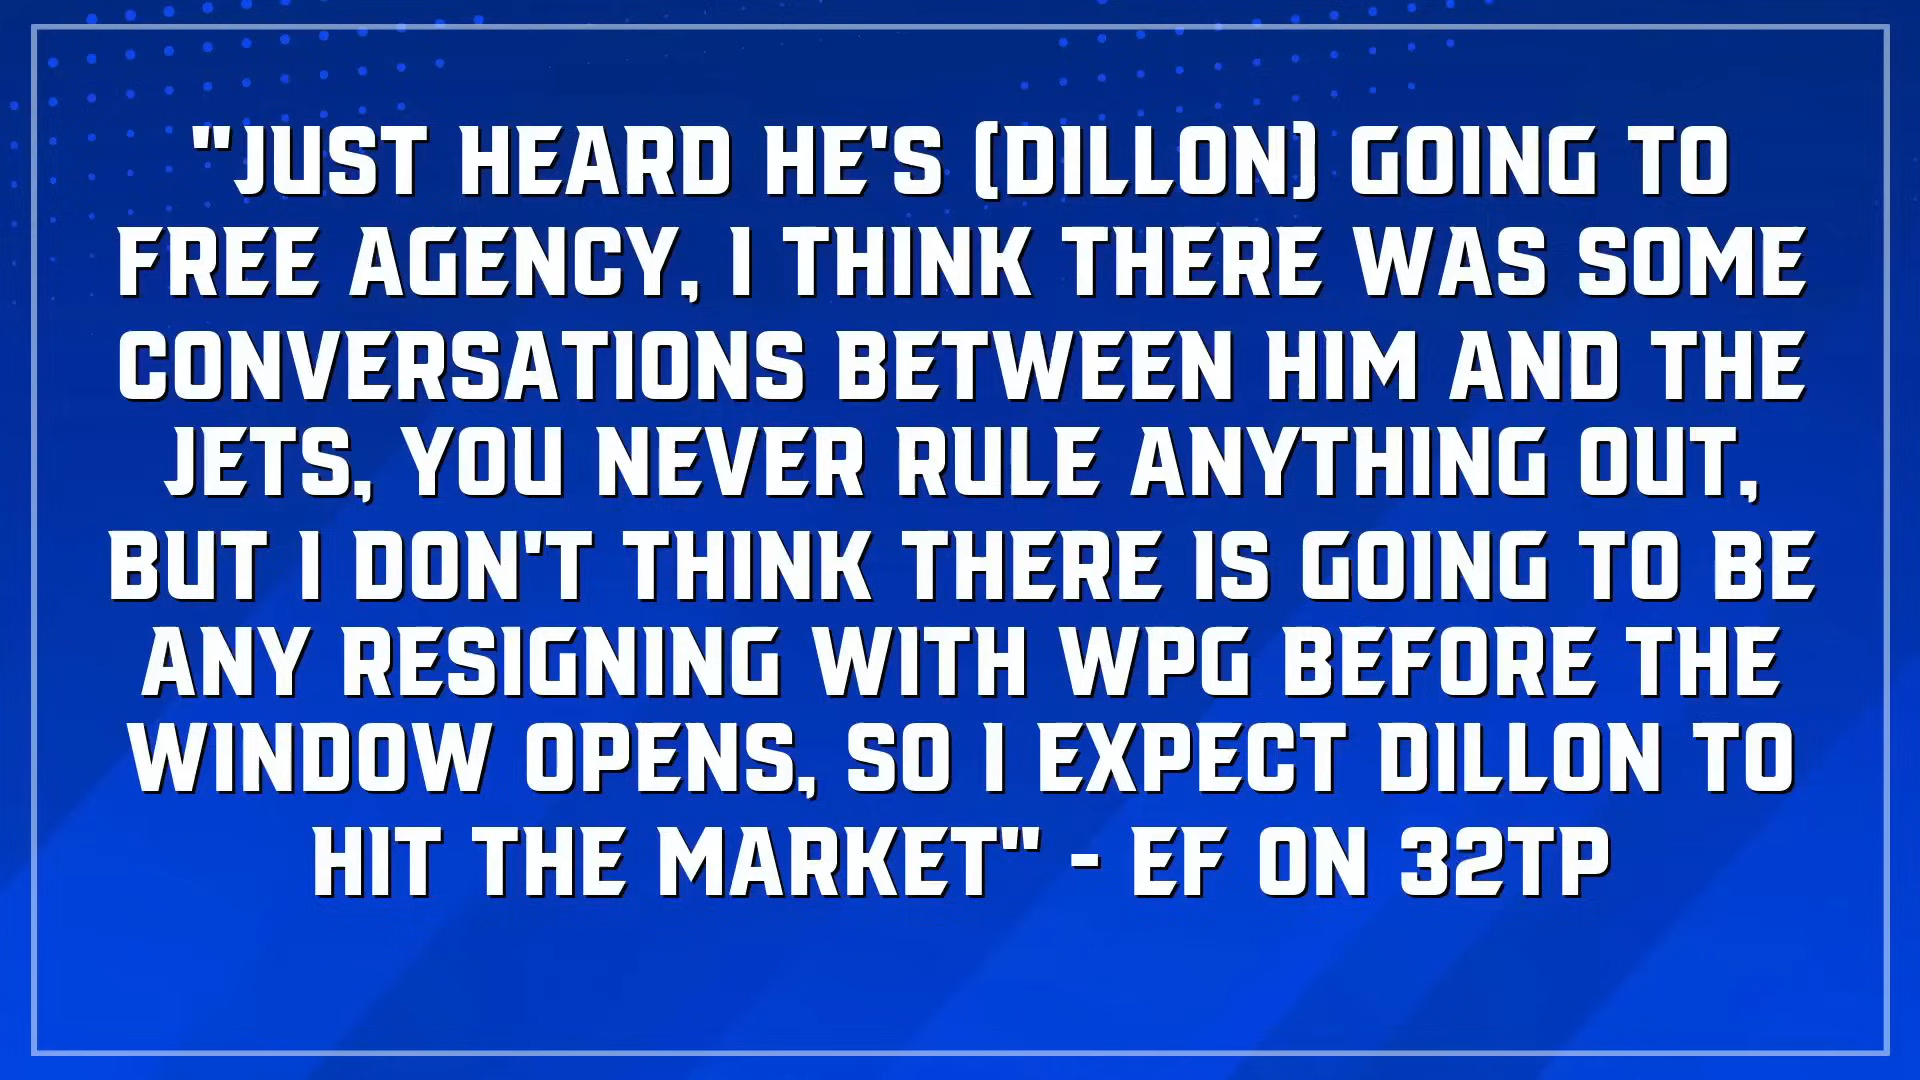 "JUST HEARD HE'S (DILLON) GOING TO
FREE AGENCY, I THINK THERE WAS SOME
CONVERSATIONS BETWEEN HIM AND THE
JETS, YOU NEVER RULE ANYTHING OUT,
BUT I DON'T THINK THERE IS GOING TO BE
ANY RESIGNING WITH WPG BEFORE THE
WINDOW OPENS, SO I EXPECT DILLON TO
HIT THE MARKET" - EF ON 32TP